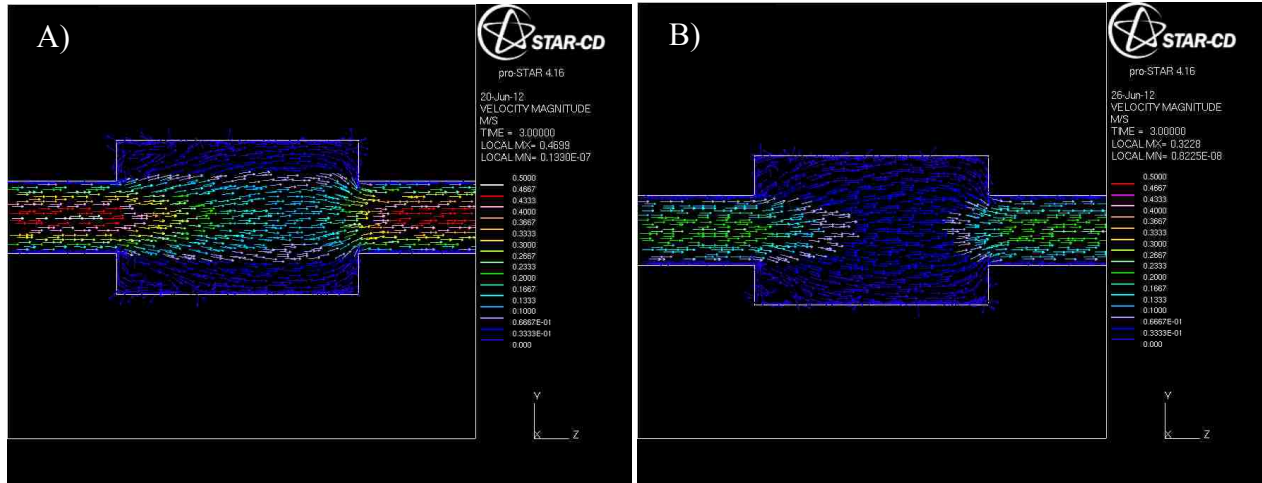 A)
STAR-CD
pro-STAR 4.16
20-Jun-12
VELOCITY MAGNITUDE
M/S
TIME = 3.00000
LOCAL MX= 0.4699
LOCAL MN= 0.1330E-07
0.5000
0.4667
0.4333
0.4000
0.3667
0.3333
0.3000
0.2667
0.2333
0.2000
0.1667
0.1333
0.1000
0.6667E-01
0.3333E-01
0.000
Y
X
Z
B)
STAR-CD
pro-STAR 4.16
26-Jun-12
VELOCITY MAGNITUDE
M/S
TIME = 3.00000
LOCAL MX= 0.3228
LOCAL MN= 0.8225E-08
0.5000
0.4667
0.4333
0.4000
0.3667
0.3333
0.3000
0.2667
0.2333
0.2000
0.1667
0.1333
0.1000
0.6667E-01
0.3333E-01
0.000
Y
X
Z